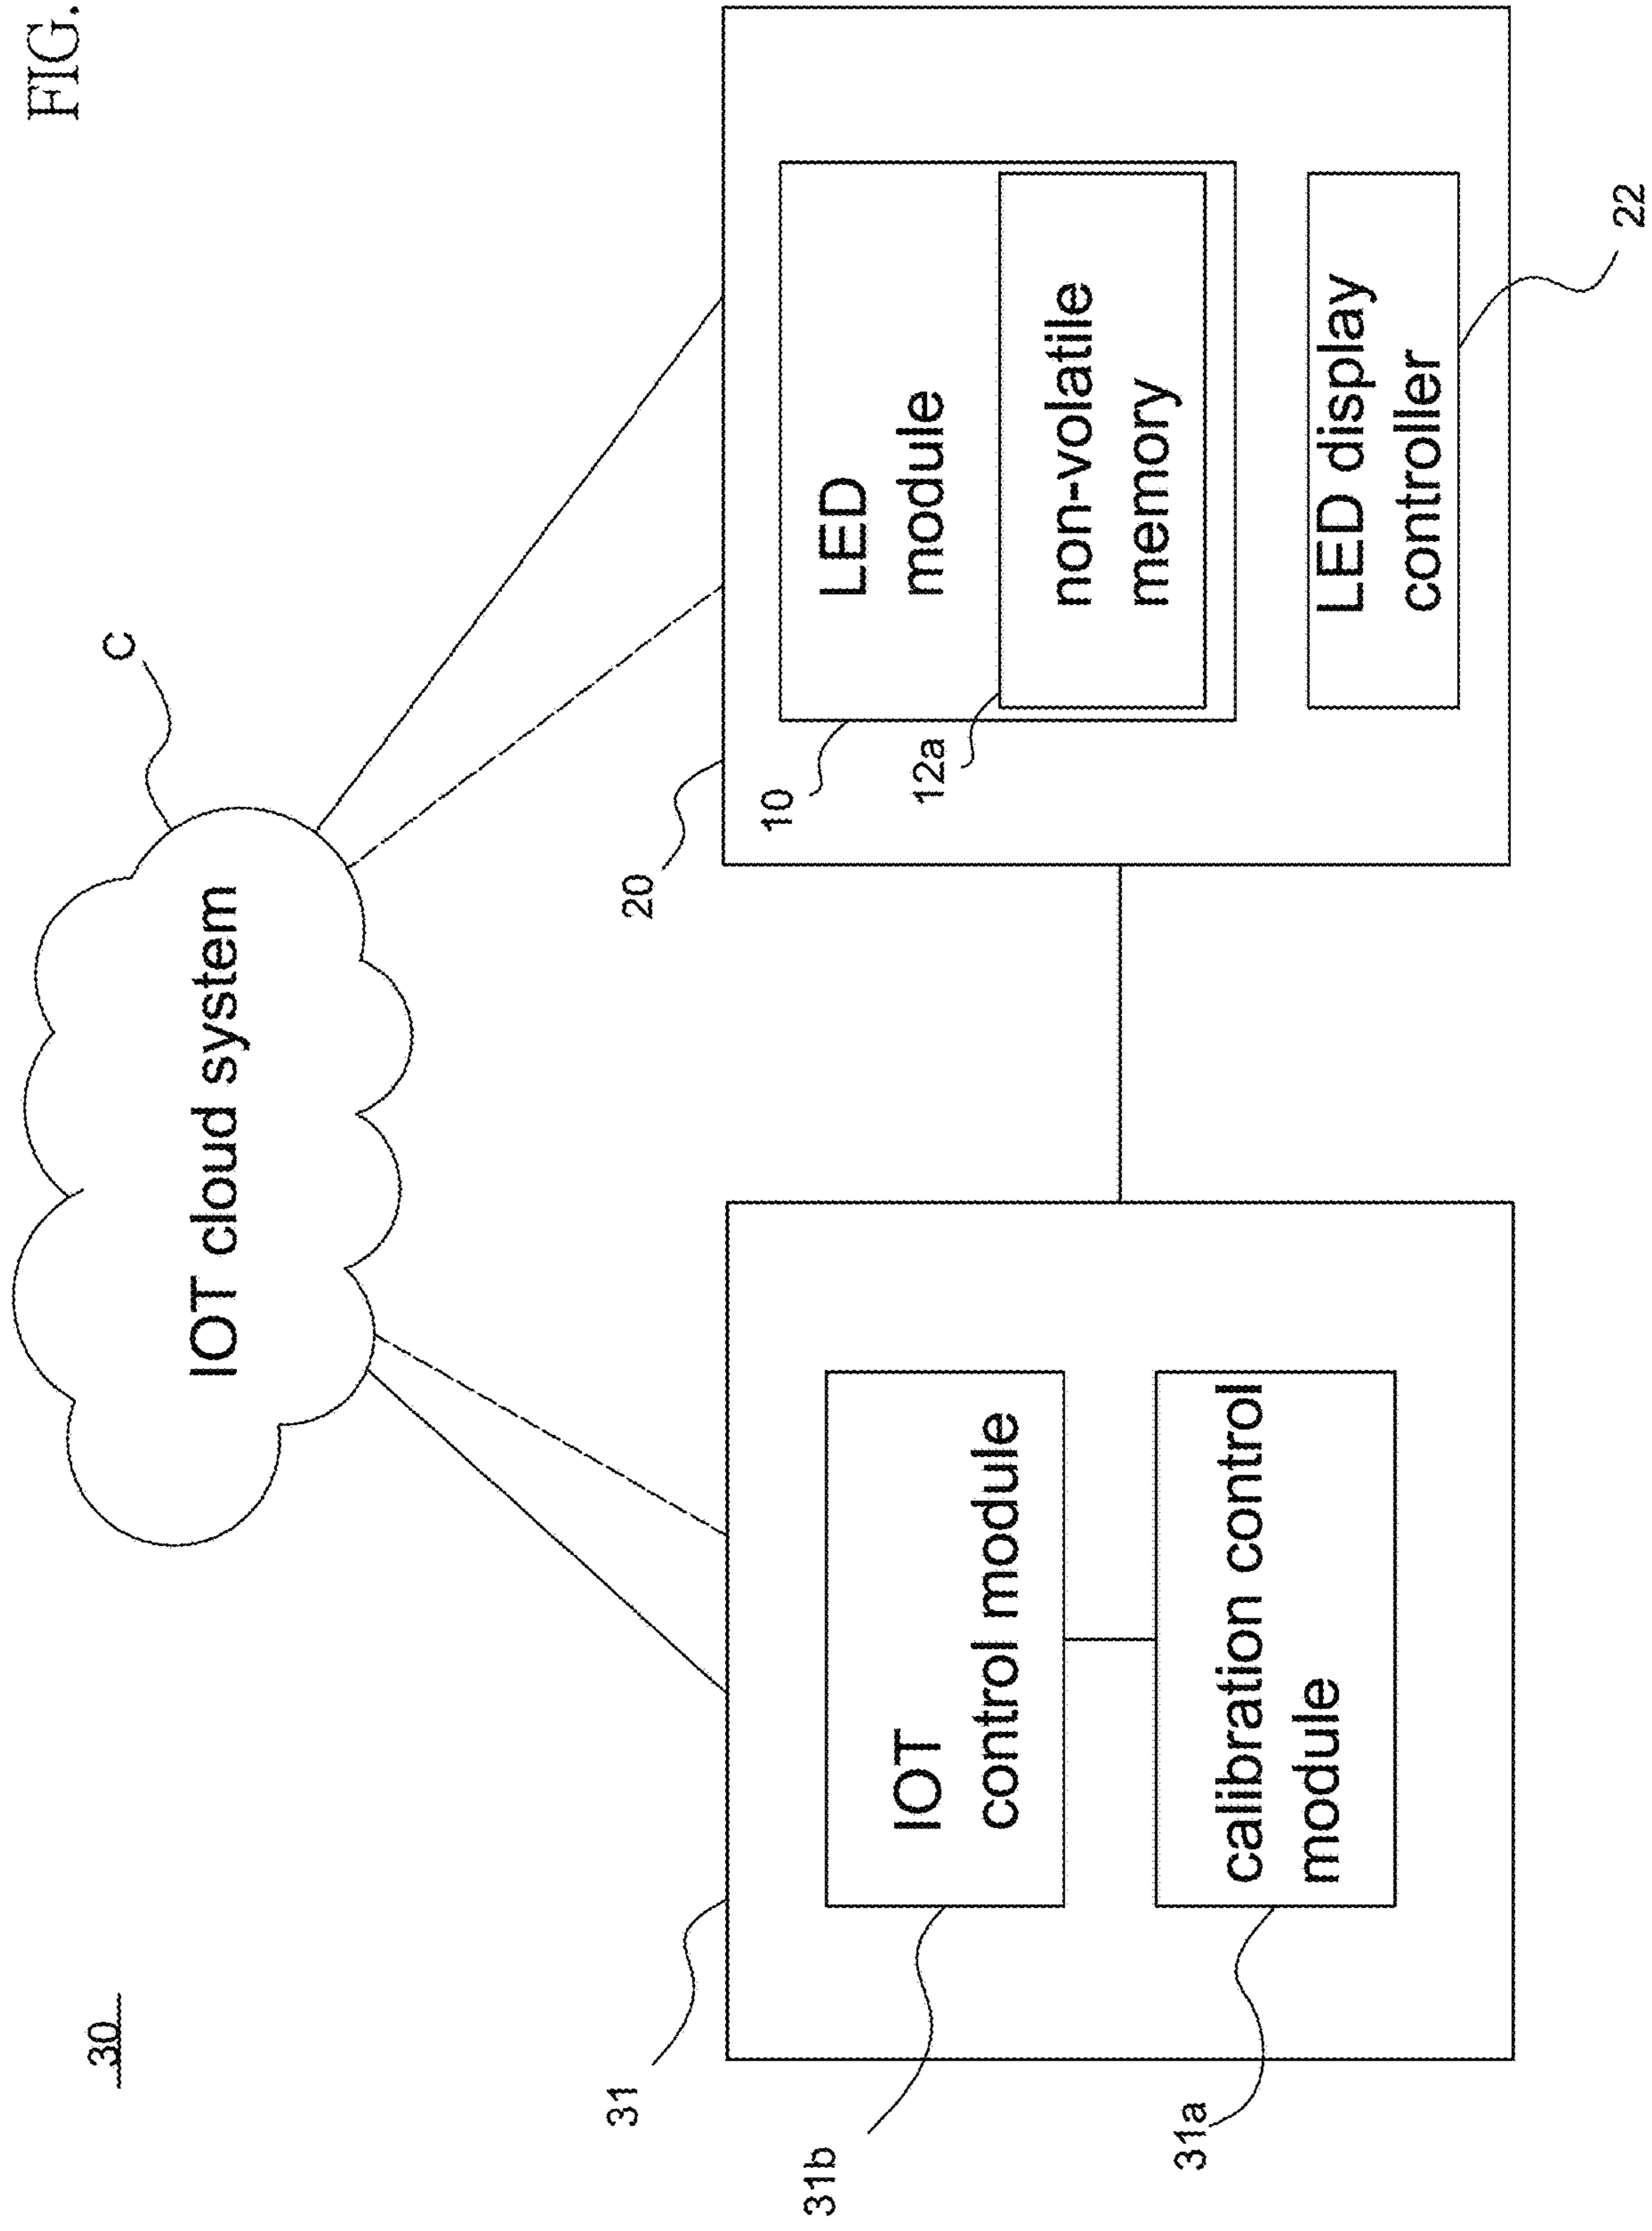 FIG.
30
C
IOT cloud system
31
20
31b
IOT
control module
10
LED
module
12a
non-volatile
memory
31a
calibration control
module
LED display
controller
22